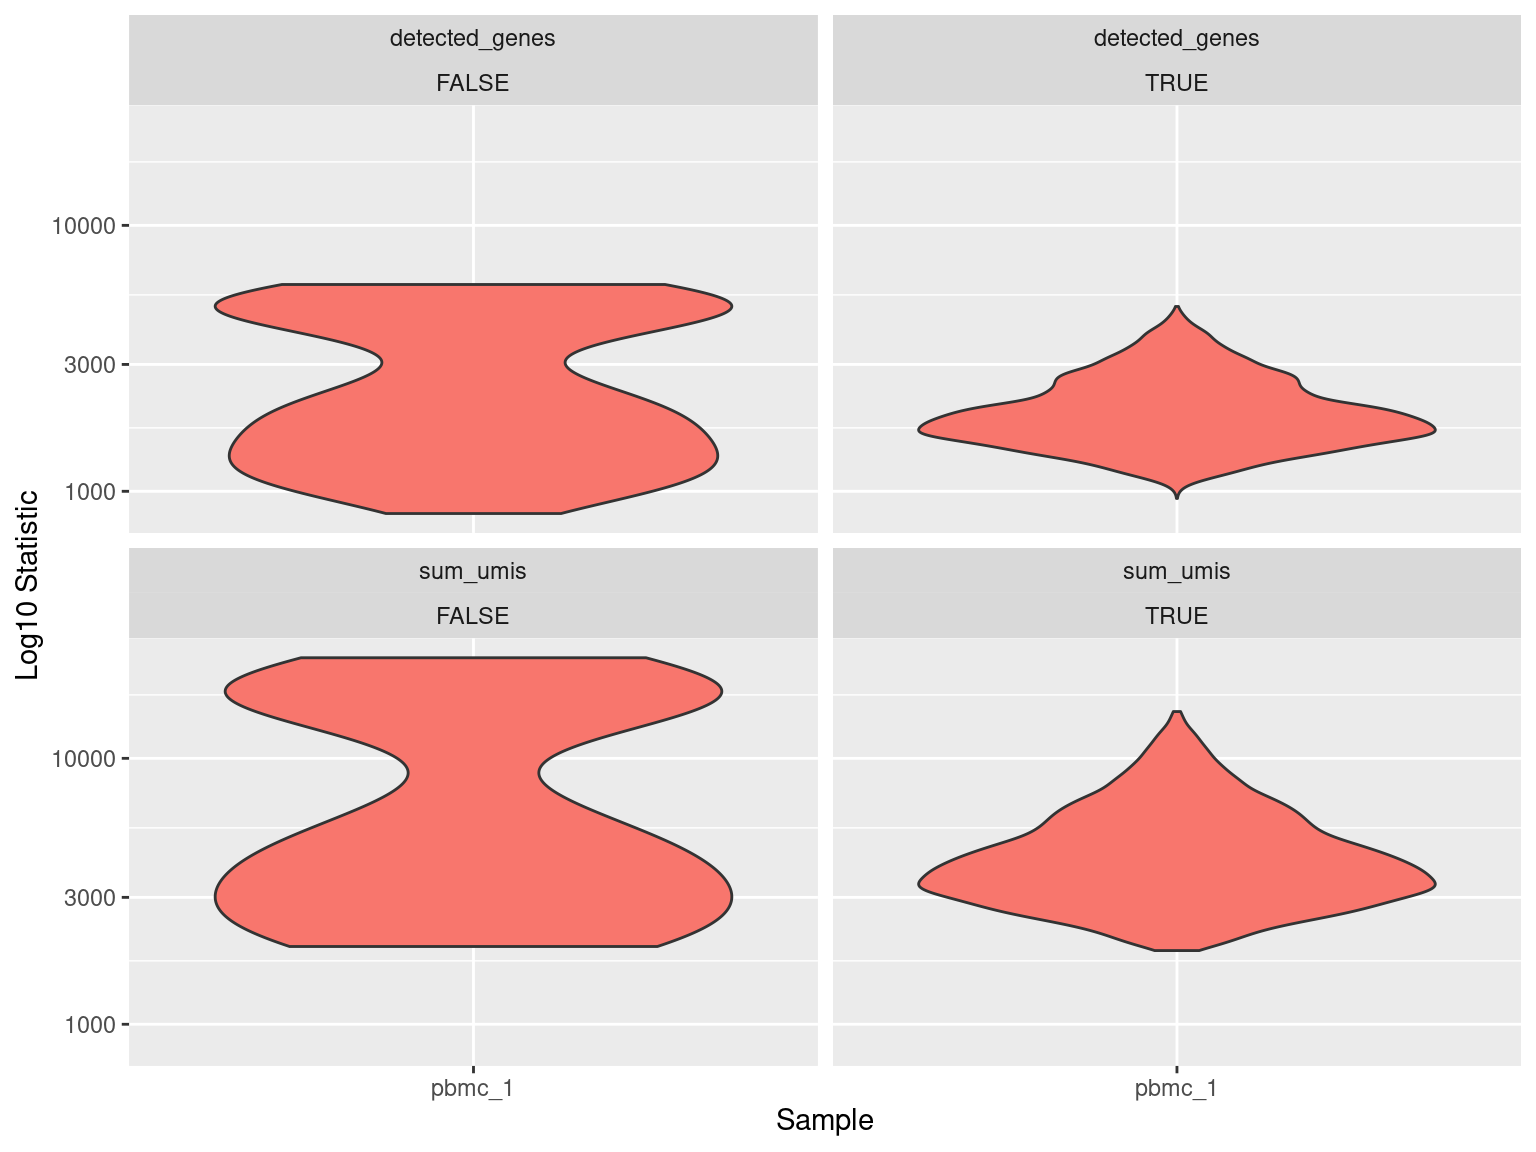 detected_genes
FALSE
detected_genes
TRUE
10000
3000
1000
sum_umis
FALSE
sum_umis
TRUE
10000
3000
1000
Log10 Statistic
pbmc_1
pbmc_1
Sample